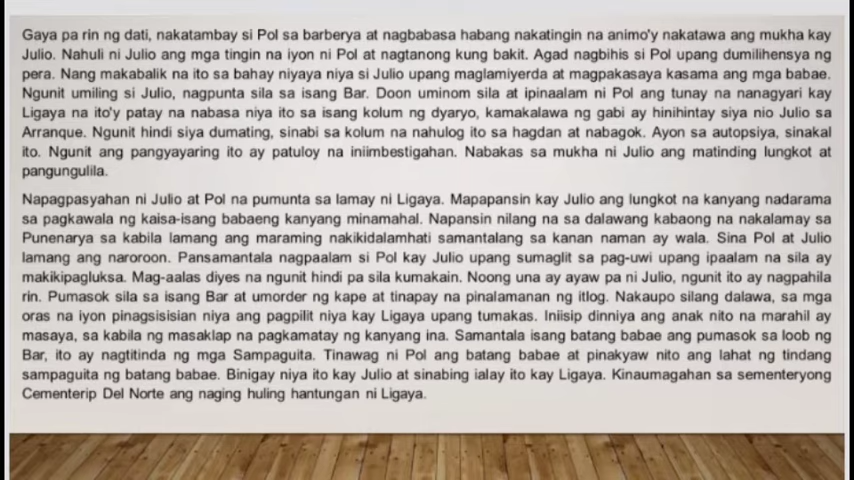 Gaya pa rin ng dati, nakatambay si Pol sa barberya at nagbabasa habang nakatingin na animo'y nakatawa ang mukha kay
Julio. Nahuli ni Julio ang mga tingin na iyon ni Pol at nagtanong kung bakit. Agad nagbihis si Pol upang dumilihensya ng
pera. Nang makabalik na ito sa bahay niyaya niya si Julio upang maglamiyerda at magpakasaya kasama ang mga babae.
Ngunit umiling si Julio, nagpunta sila sa isang Bar. Doon uminom sila at ipinaalam ni Pol ang tunay na nanagyari kay
Ligaya na ito'y patay na nabasa niya ito sa isang kolum ng dyaryo, kamakalawa ng gabi ay hinihintay siya nio Julio sa
Arranque. Ngunit hindi siya dumating, sinabi sa kolum na nahulog ito sa hagdan at nabagok. Ayon sa autopsiya, sinakal
ito. Ngunit ang pangyayaring ito ay patuloy na iniimbestigahan. Nabakas sa mukha ni Julio ang matinding lungkot at
pangungulila.
Napagpasyahan ni Julio at Pol na pumunta sa lamay ni Ligaya. Mapapansin kay Julio ang lungkot na kanyang nadarama
sa pagkawala ng kaisa-isang babaeng kanyang minamahal. Napansin nilang na sa dalawang kabaong na nakalamay sa
Punenarya sa kabila lamang ang maraming nakikidalamhati samantalang sa kanan naman ay wala. Sina Pol at Julio
lamang ang naroroon. Pansamantala nagpaalam si Pol kay Julio upang sumaglit sa pag-uwi upang ipaalam na sila ay
makikipagluksa. Mag-aalas diyes na ngunit hindi pa sila kumakain. Noong una ay ayaw pa ni Julio, ngunit ito ay nagpahila
rin. Pumasok sila sa isang Bar at umorder ng kape at tinapay na pinalamanan ng itlog. Nakaupo silang dalawa, sa mga
oras na iyon pinagsisisian niya ang pagpilit niya kay Ligaya upang tumakas. Iniisip dinniya ang anak nito na marahil ay
masaya, sa kabila ng masaklap na pagkamatay ng kanyang ina. Samantala isang batang babae ang pumasok sa loob ng
Bar, ito ay nagtitinda ng mga Sampaguita. Tinawag ni Pol ang batang babae at pinakyaw nito ang lahat ng tindang
sampaguita ng batang babae. Binigay niya ito kay Julio at sinabing ialay ito kay Ligaya. Kinaumagahan sa sementeryong
Cementerip Del Norte ang naging huling hantungan ni Ligaya.